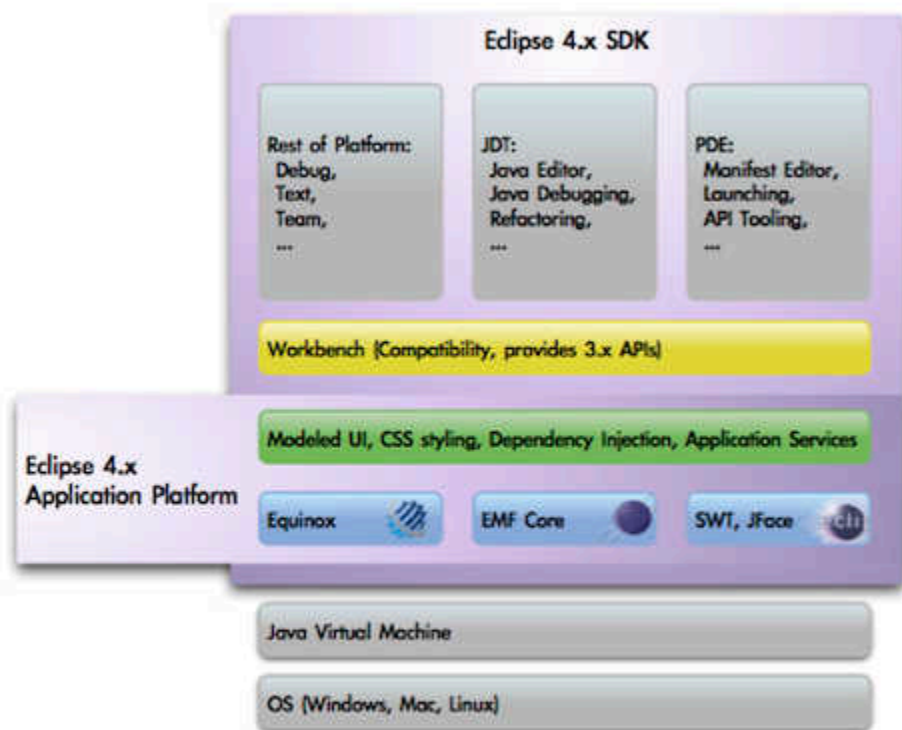 Eclipse 4.x SDK
Rest of Platform:
Debug,
Text,
Team,
...
JDT:
Java Editor,
Java Debugging,
Refactoring,
...
PDE:
Manifest Editor,
Launching,
API Tooling,
...
Workbench (Compatibility, provides 3.x APIs)
Eclipse 4.x
Application Platform
Modeled UI, CSS styling, Dependency Injection, Application Services
Equinox
EMF Core
SWT, JFace
Java Virtual Machine
OS (Windows, Mac, Linux)